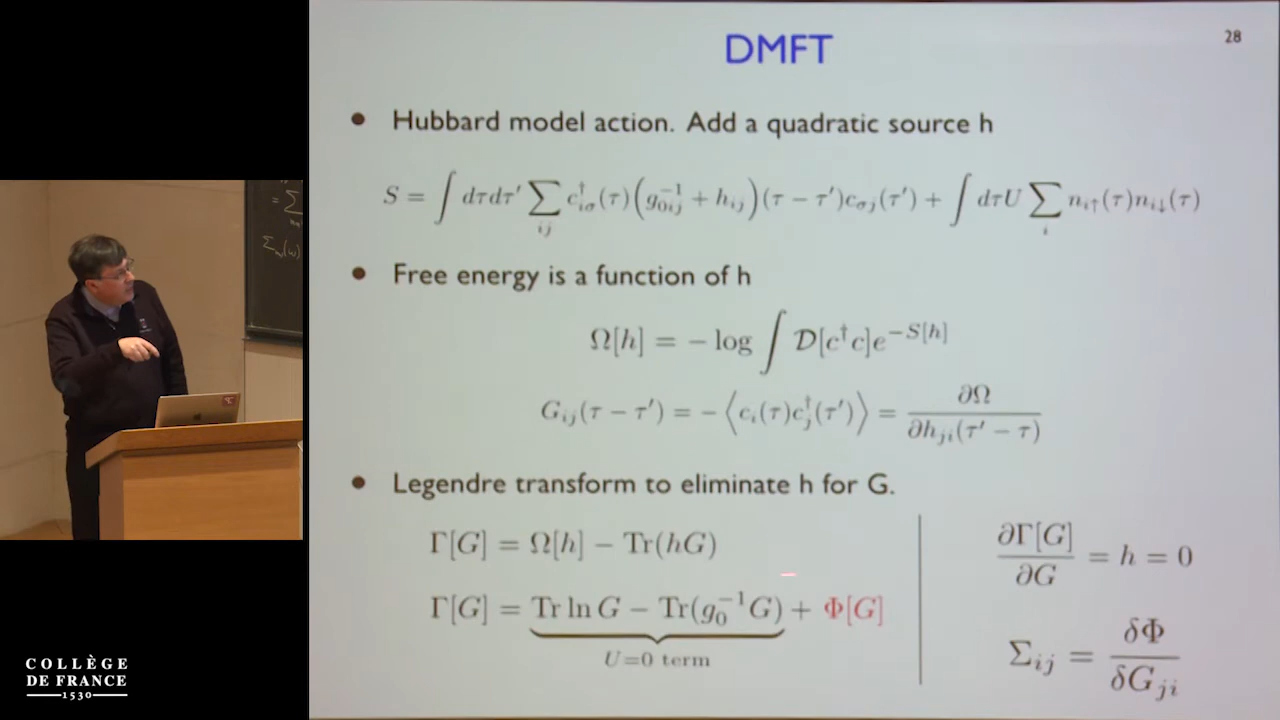 DMFT
28
• Hubbard model action. Add a quadratic source h
S = ∫ dτdτ′ ∑_{ij} c†_{iσ}(τ)(g^{-1}_{0ij} + h_{ij})(τ − τ′)c_{σj}(τ′) + ∫ dτU ∑_i n_{i↑}(τ)n_{i↓}(τ)
• Free energy is a function of h
Ω[h] = − log ∫ 𝒟[c†c]e^{−S[h]}
G_{ij}(τ − τ′) = −⟨c_i(τ)c†_j(τ′)⟩ = ∂Ω / ∂h_{ji}(τ′ − τ)
• Legendre transform to eliminate h for G.
Γ[G] = Ω[h] − Tr(hG)
Γ[G] = Tr ln G − Tr(g_0^{-1}G) + Φ[G]
U=0 term
∂Γ[G] / ∂G = h = 0
Σ_{ij} = δΦ / δG_{ji}
= ∑
COLLÈGE
DE FRANCE
1530